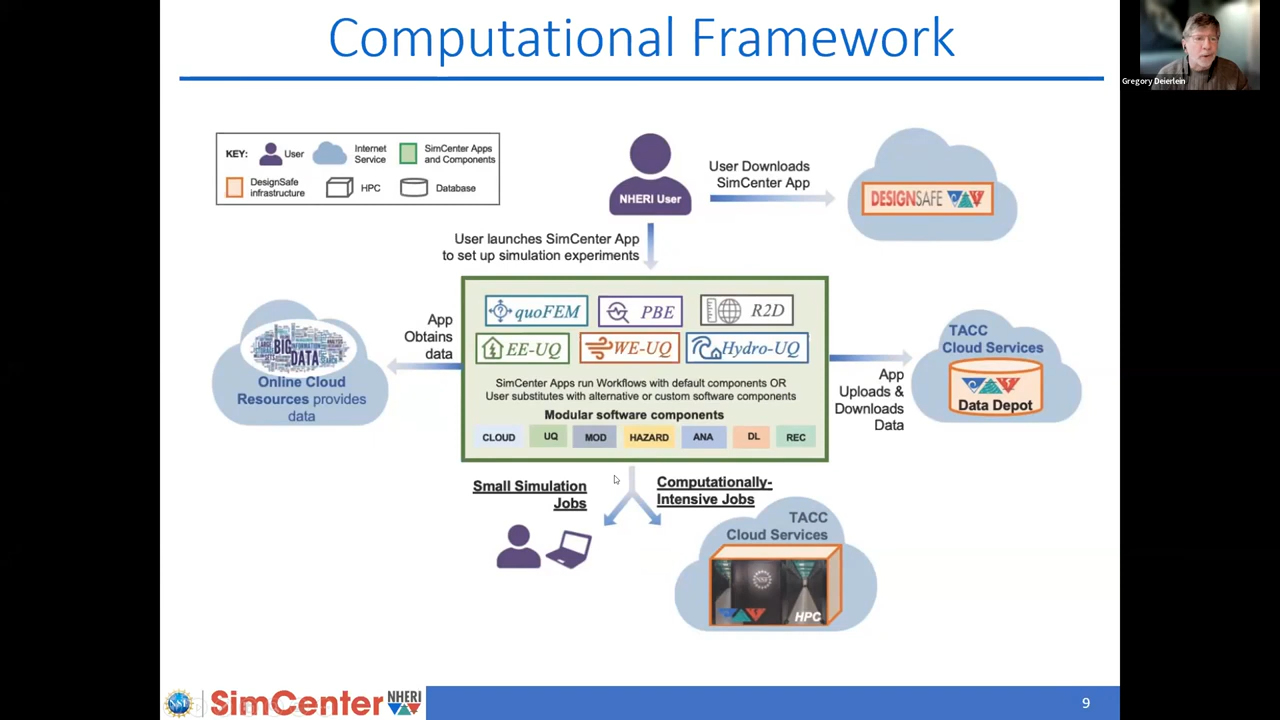 Computational Framework
Gregory Deierlein
KEY:
User
Internet
Service
SimCenter Apps
and Components
DesignSafe
infrastructure
HPC
Database
NHERI User
User Downloads
SimCenter App
DESIGNSAFE
User launches SimCenter App
to set up simulation experiments
quoFEM
PBE
R2D
EE-UQ
WE-UQ
Hydro-UQ
SimCenter Apps run Workflows with default components OR
User substitutes with alternative or custom software components
Modular software components
CLOUD
UQ
MOD
HAZARD
ANA
DL
REC
App
Obtains
data
BIG
DATA
Online Cloud
Resources provides
data
App
Uploads &
Downloads
Data
TACC
Cloud Services
Data Depot
Small Simulation
Jobs
Computationally-
Intensive Jobs
TACC
Cloud Services
HPC
SimCenter
NHERI
9